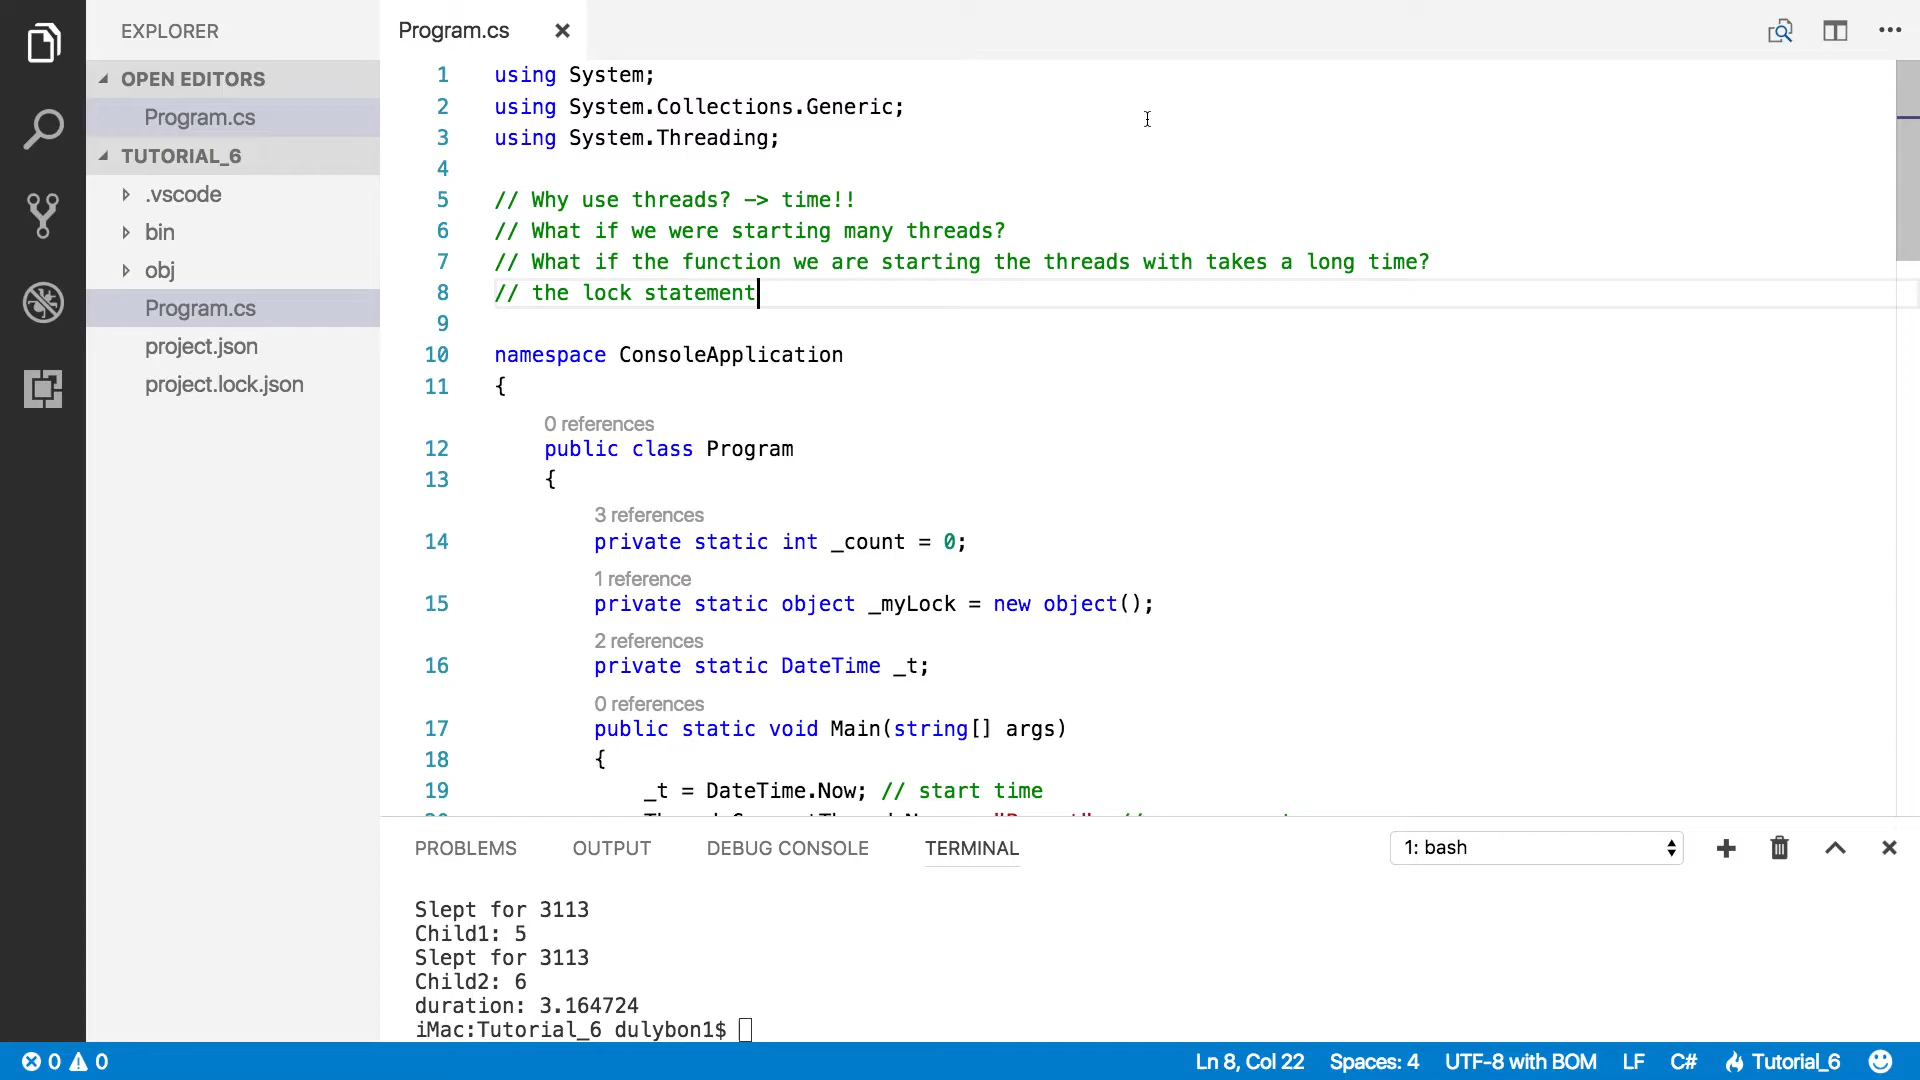 EXPLORER
OPEN EDITORS
Program.cs
TUTORIAL_6
.vscode
bin
obj
Program.cs
project.json
project.lock.json
Program.cs
1 using System;
2 using System.Collections.Generic;
3 using System.Threading;
4
5 // Why use threads? -> time!!
6 // What if we were starting many threads?
7 // What if the function we are starting the threads with takes a long time?
8 // the lock statement
9
10 namespace ConsoleApplication
11 {
0 references
12 public class Program
13 {
3 references
14 private static int _count = 0;
1 reference
15 private static object _myLock = new object();
2 references
16 private static DateTime _t;
0 references
17 public static void Main(string[] args)
18 {
19 _t = DateTime.Now; // start time
PROBLEMS OUTPUT DEBUG CONSOLE TERMINAL 1: bash
Slept for 3113
Child1: 5
Slept for 3113
Child2: 6
duration: 3.164724
iMac:Tutorial_6 dulybon1$
0 0 Ln 8, Col 22 Spaces: 4 UTF-8 with BOM LF C# Tutorial_6